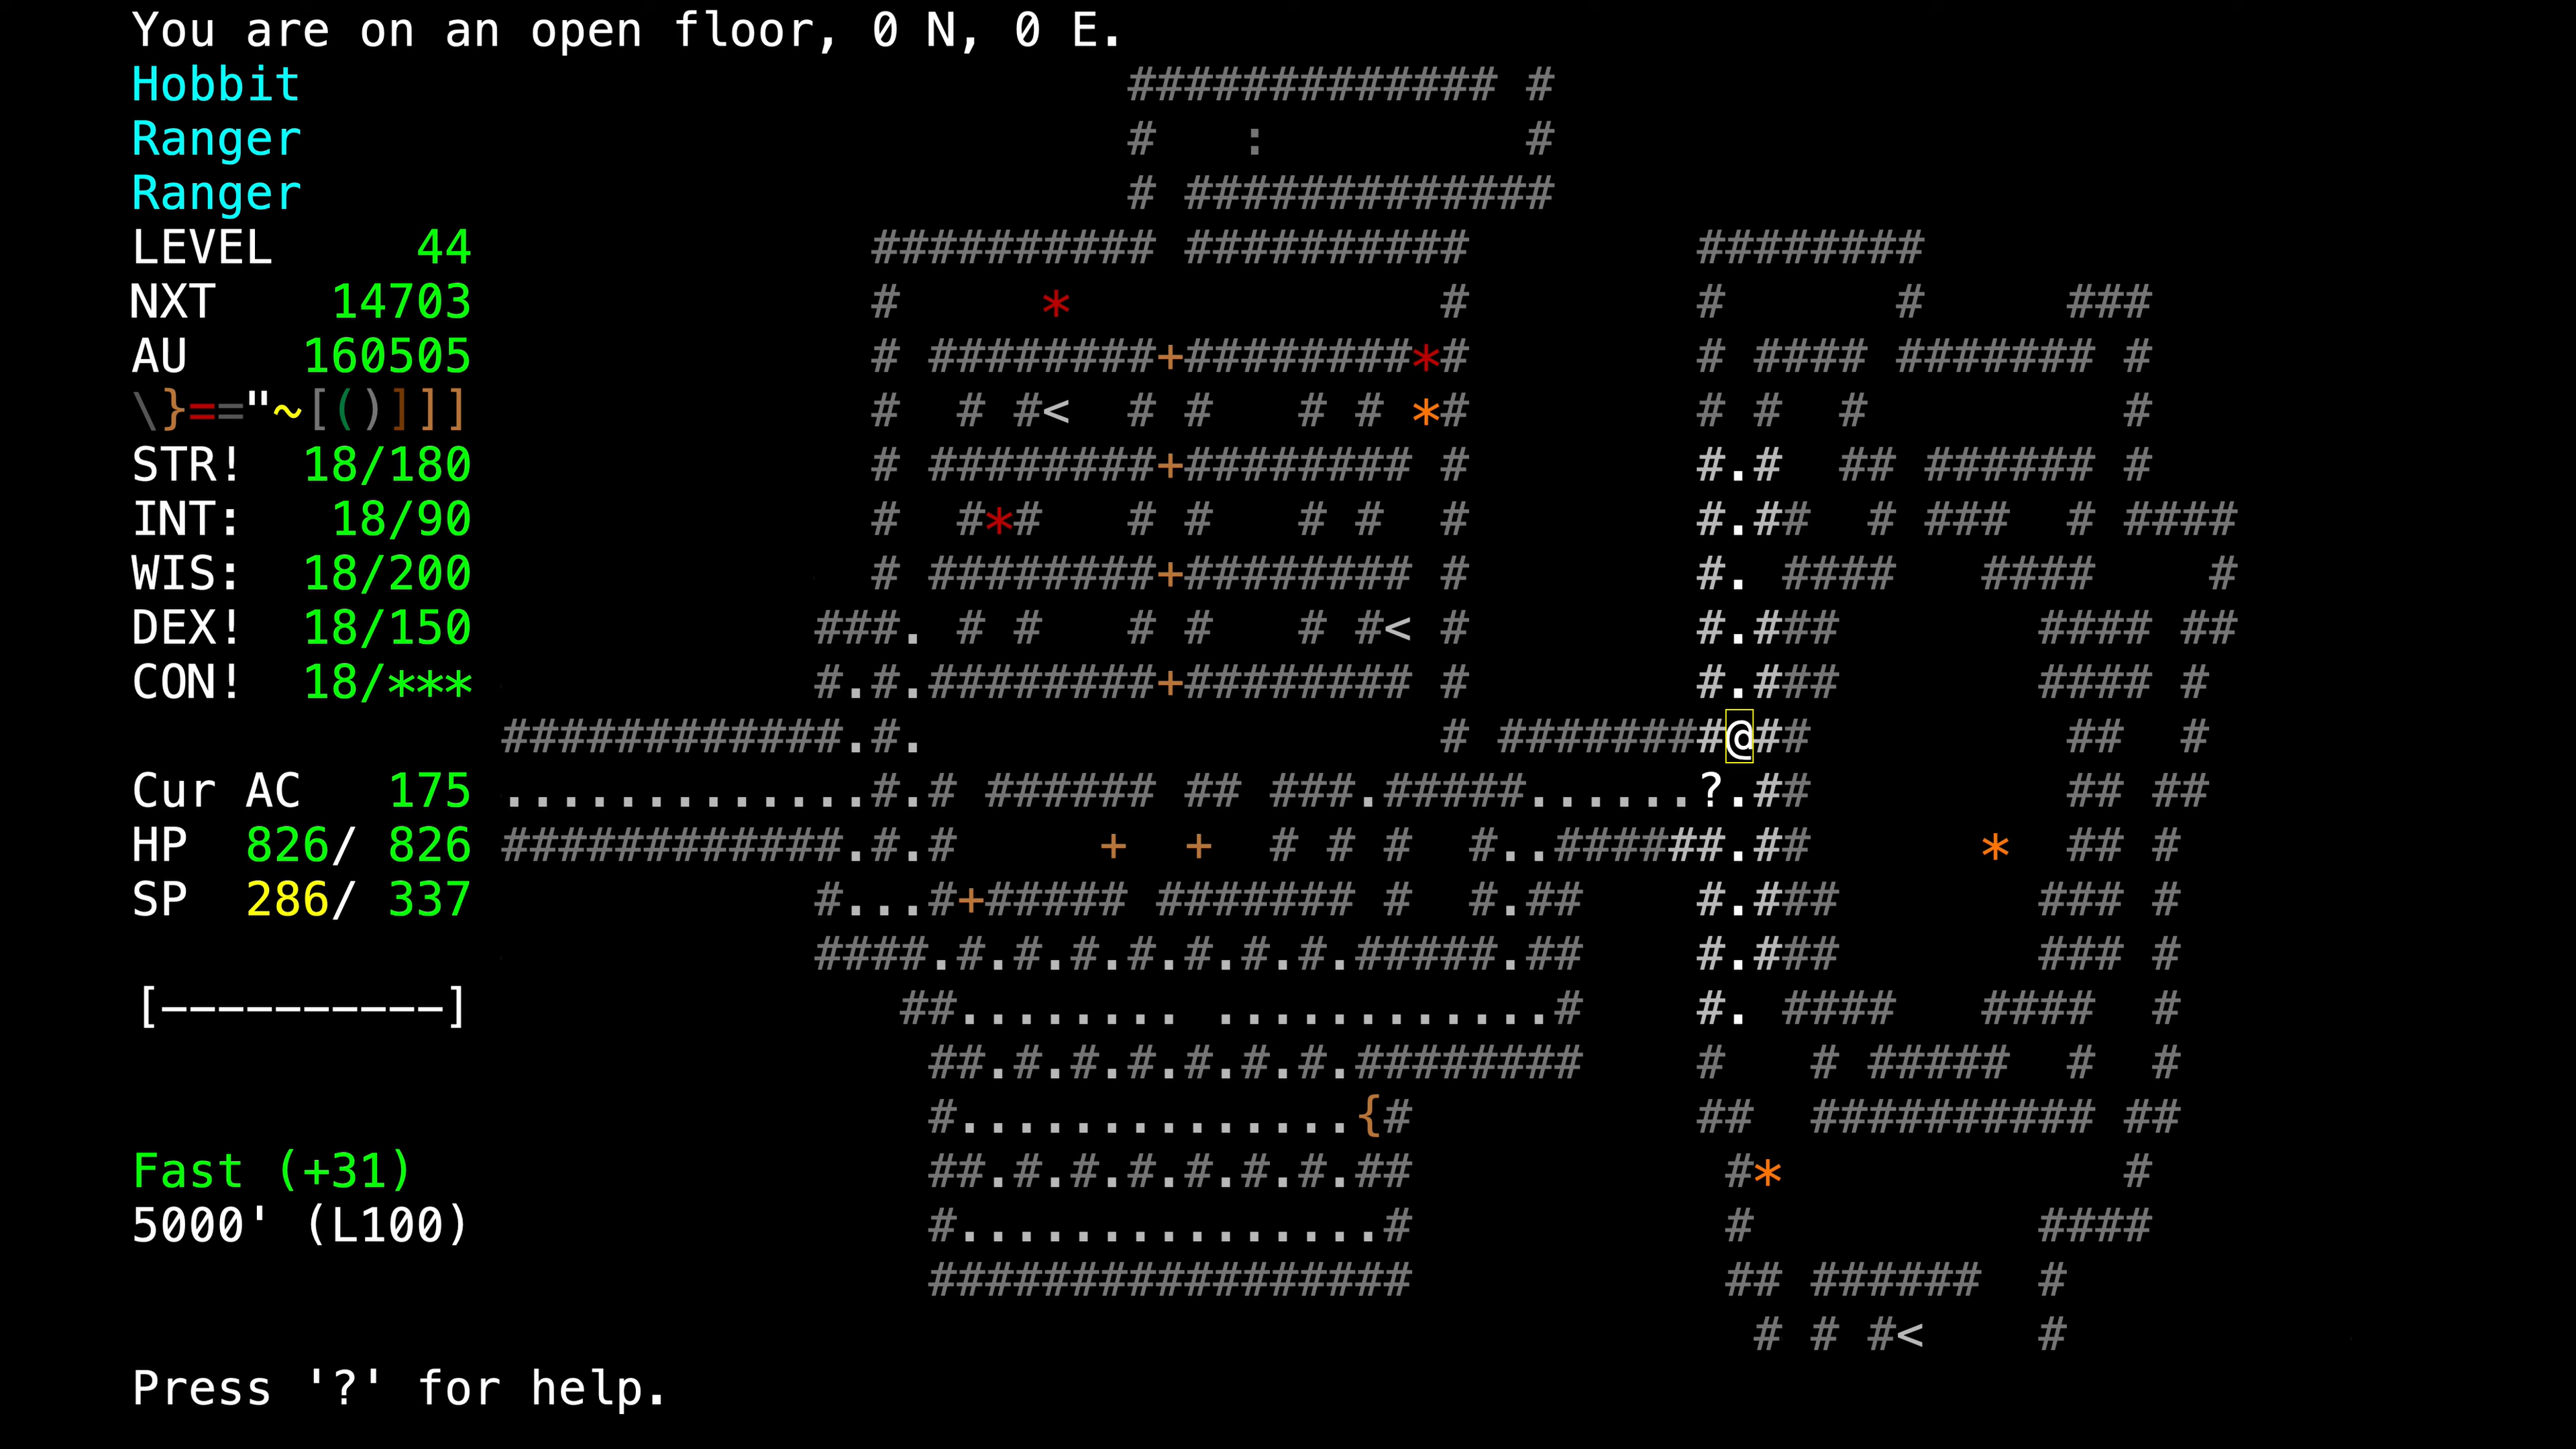 You are on an open floor, 0 N, 0 E.
Hobbit
Ranger
Ranger
LEVEL 44
NXT 14703
AU 160505
\}=="~[()]]]
STR! 18/180
INT: 18/90
WIS: 18/200
DEX! 18/150
CON! 18/***
Cur AC 175
HP 826/ 826
SP 286/ 337
[----------]
Fast (+31)
5000' (L100)
Press '?' for help.